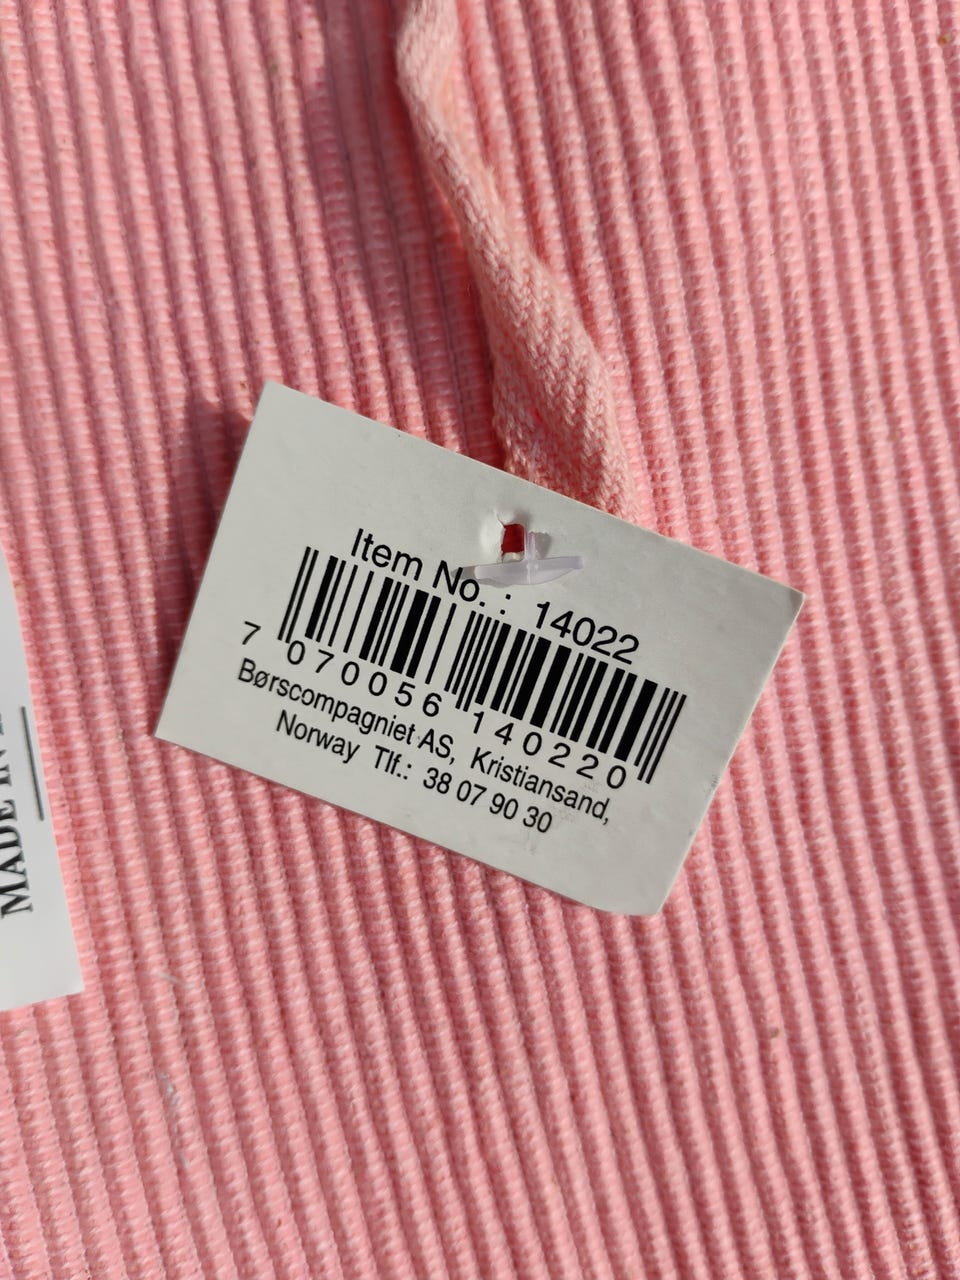 Item No. : 14022
7 070056 140220
Børscompagniet AS, Kristiansand,
Norway Tlf.: 38 07 90 30
MADE IN